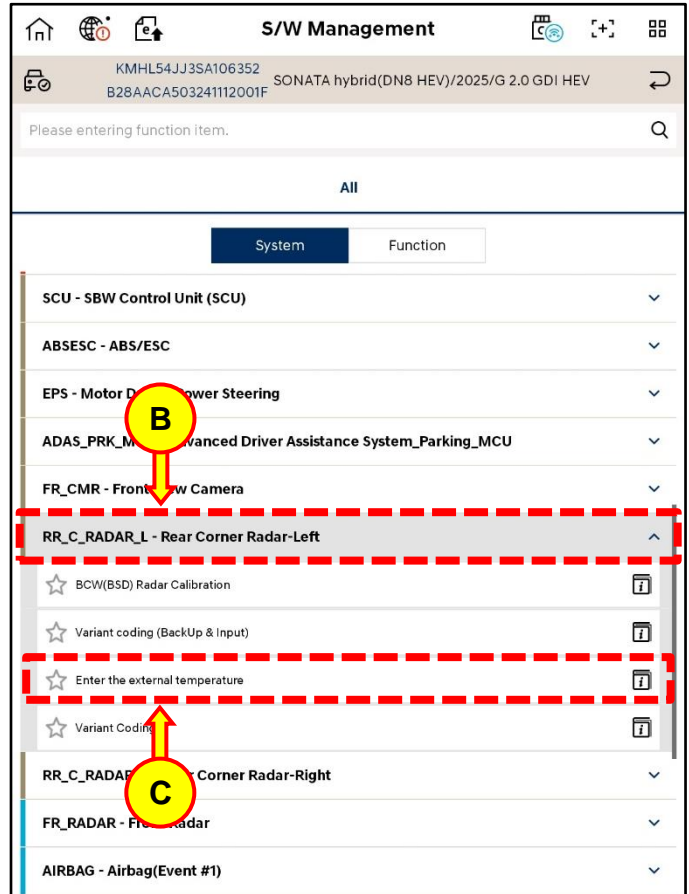 S/W Management
KMHL54JJ3SA106352
B28AACA503241112001F
SONATA hybrid(DN8 HEV)/2025/G 2.0 GDI HEV
Please entering function item.
All
System Function
SCU - SBW Control Unit (SCU)
ABSESC - ABS/ESC
EPS - Motor D ower Steering
B
ADAS_PRK_M vanced Driver Assistance System_Parking_MCU
FR_CMR - Front ew Camera
RR_C_RADAR_L - Rear Corner Radar-Left
BCW(BSD) Radar Calibration
Variant coding (BackUp & Input)
Enter the external temperature
Variant Coding
RR_C_RADAR Corner Radar-Right
C
FR_RADAR - Front Radar
AIRBAG - Airbag(Event #1)